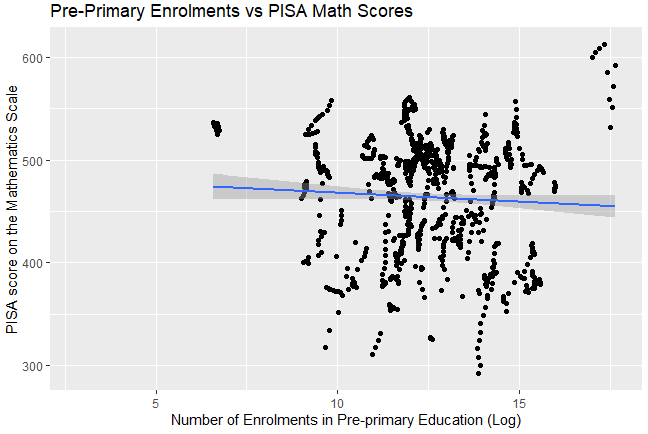 Pre-Primary Enrolments vs PISA Math Scores
PISA score on the Mathematics Scale
600
500
400
300
5
10
15
Number of Enrolments in Pre-primary Education (Log)